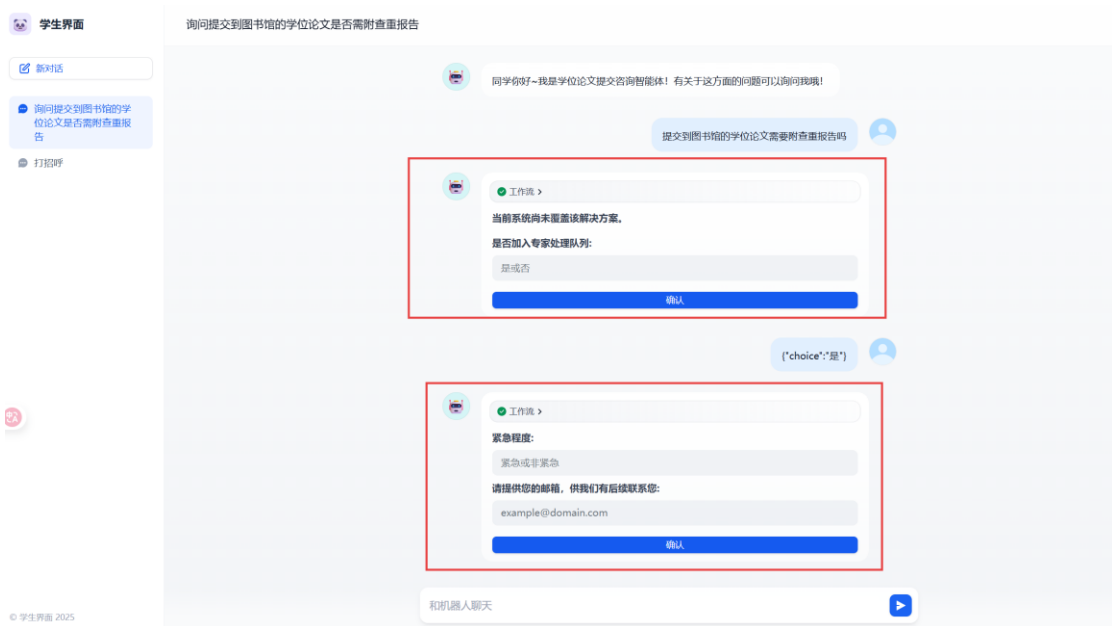 学生界面
询问提交到图书馆的学位论文是否需附查重报告
新对话
询问提交到图书馆的学
位论文是否需附查重报
告
打招呼
同学你好~我是学位论文提交咨询智能体！有关于这方面的问题可以询问我哦！
提交到图书馆的学位论文需要附查重报告吗
工作流 >
当前系统尚未覆盖该解决方案。
是否加入专家处理队列:
是或否
确认
{"choice":"是"}
工作流 >
紧急程度:
紧急或非紧急
请提供您的邮箱，供我们有后续联系您:
example@domain.com
确认
和机器人聊天
© 学生界面 2025